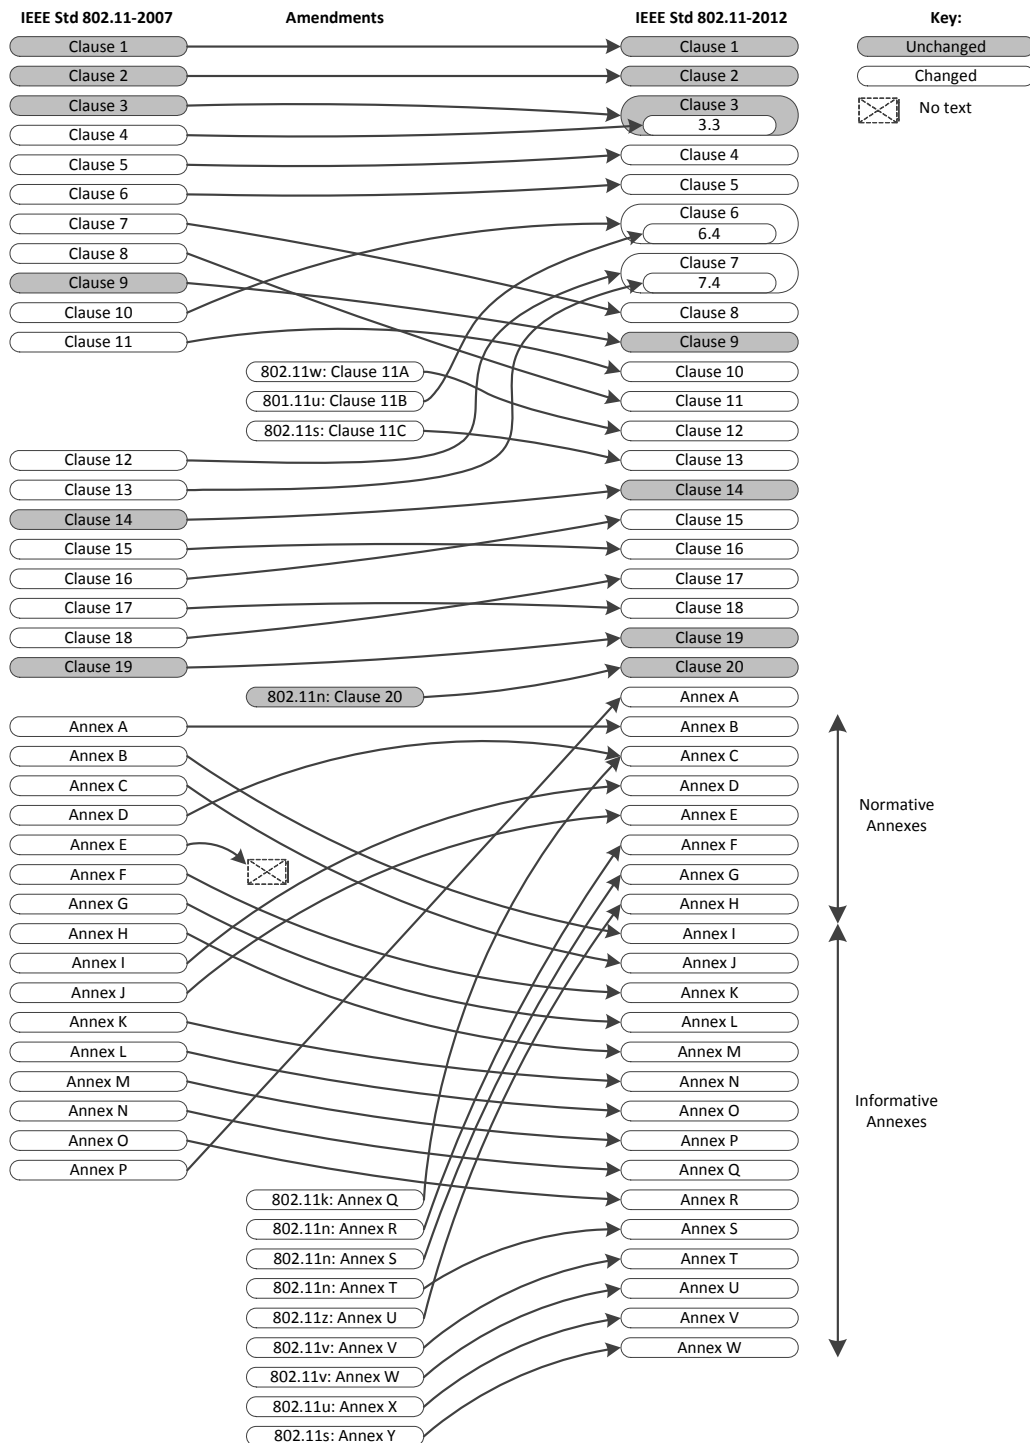 IEEE Std 802.11-2007
Amendments
IEEE Std 802.11-2012
Key:
Clause 1
Clause 1
Unchanged
Clause 2
Clause 2
Changed
Clause 3
Clause 3
No text
Clause 4
3.3
Clause 5
Clause 4
Clause 6
Clause 5
Clause 7
Clause 6
Clause 8
6.4
Clause 9
Clause 7
7.4
Clause 10
Clause 8
Clause 11
Clause 9
802.11w: Clause 11A
Clause 10
801.11u: Clause 11B
Clause 11
802.11s: Clause 11C
Clause 12
Clause 12
Clause 13
Clause 13
Clause 14
Clause 14
Clause 15
Clause 15
Clause 16
Clause 16
Clause 17
Clause 17
Clause 18
Clause 18
Clause 19
Clause 19
Clause 20
802.11n: Clause 20
Annex A
Annex A
Annex B
Annex B
Annex C
Annex C
Annex D
Annex D
Annex E
Normative
Annexes
Annex E
Annex F
Annex F
Annex G
Annex G
Annex H
Annex H
Annex I
Annex I
Annex J
Annex J
Annex K
Annex K
Annex L
Annex L
Annex M
Annex M
Annex N
Annex N
Annex O
Informative
Annexes
Annex O
Annex P
Annex P
Annex Q
802.11k: Annex Q
Annex R
802.11n: Annex R
Annex S
802.11n: Annex S
Annex T
802.11n: Annex T
Annex U
802.11z: Annex U
Annex V
802.11v: Annex V
Annex W
802.11v: Annex W
802.11u: Annex X
802.11s: Annex Y